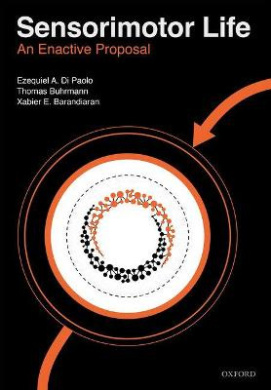 Sensorimotor Life
An Enactive Proposal
Ezequiel A. Di Paolo
Thomas Buhrmann
Xabier E. Barandiaran
OXFORD